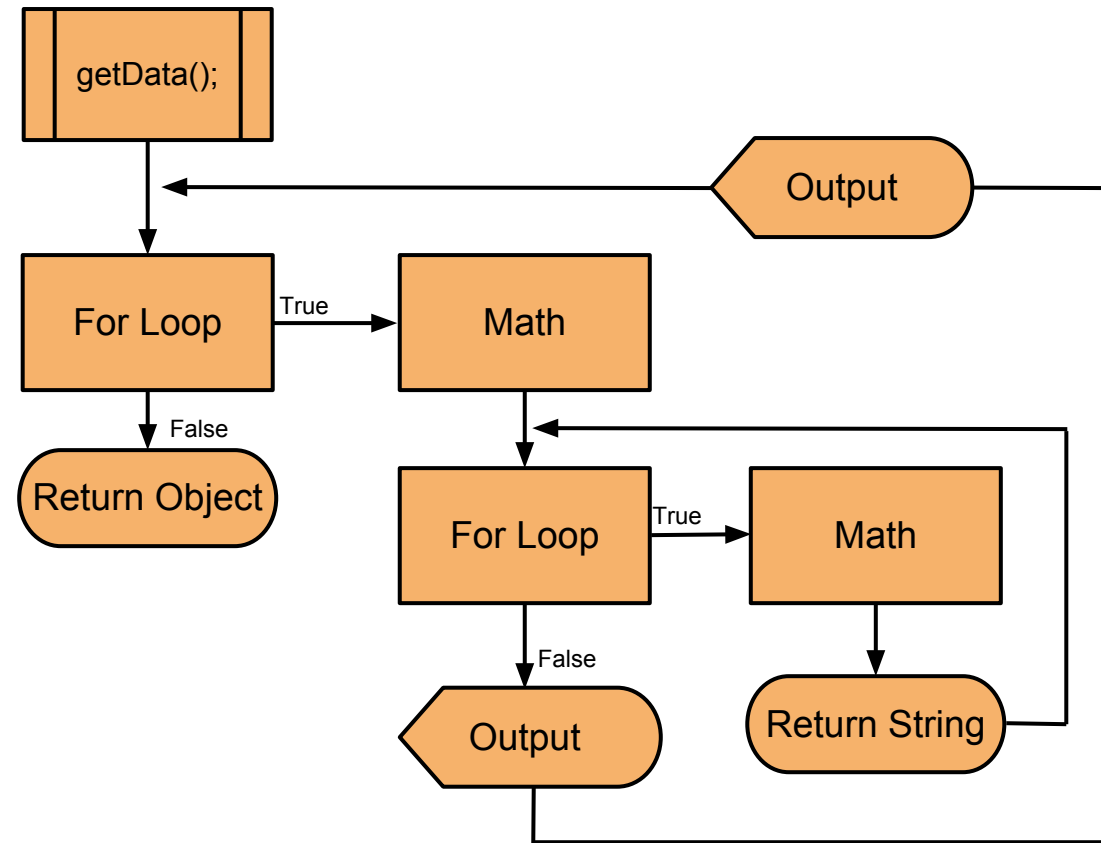 getData();
Output
For Loop
True
Math
False
Return Object
For Loop
True
Math
False
Output
Return String